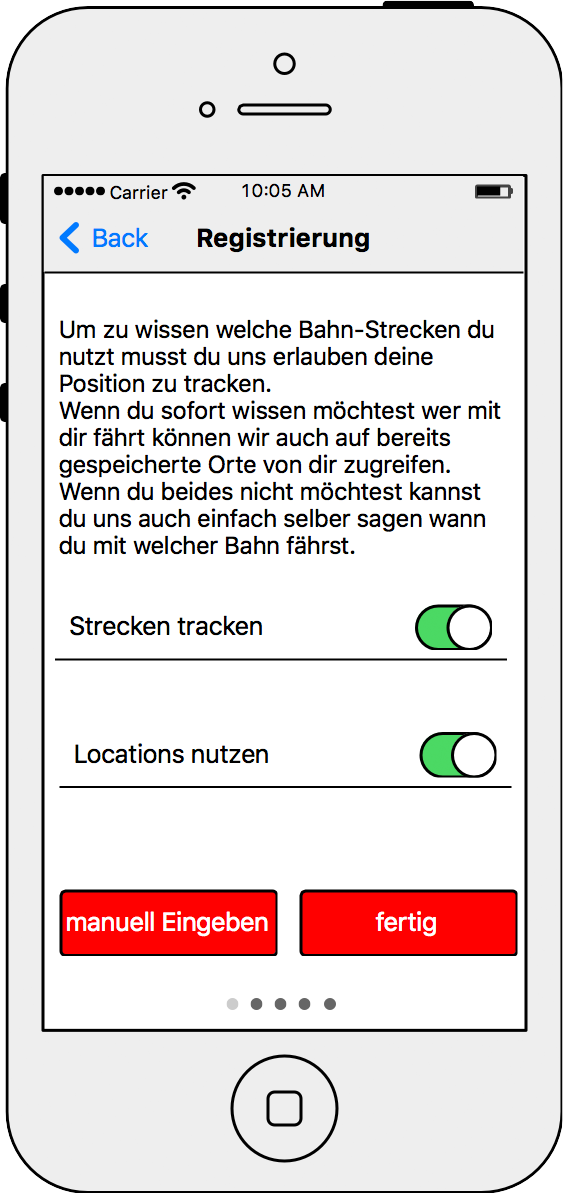 Carrier 10:05 AM
Back Registrierung
Um zu wissen welche Bahn-Strecken du
nutzt musst du uns erlauben deine
Position zu tracken.
Wenn du sofort wissen möchtest wer mit
dir fährt können wir auch auf bereits
gespeicherte Orte von dir zugreifen.
Wenn du beides nicht möchtest kannst
du uns auch einfach selber sagen wann
du mit welcher Bahn fährst.
Strecken tracken
Locations nutzen
manuell Eingeben fertig